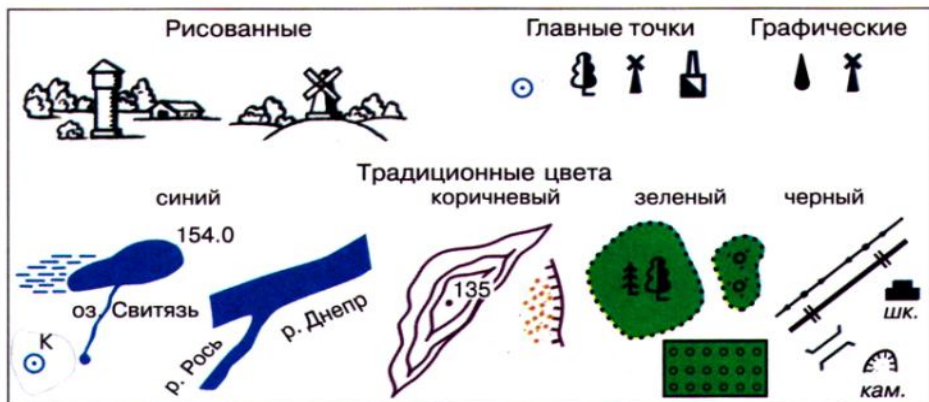 Рисованные
Главные точки
Графические
Традиционные цвета
синий
коричневый
зеленый
черный
154.0
оз. Свитязь
135
р. Днепр
р. Рось
К
шк.
кам.